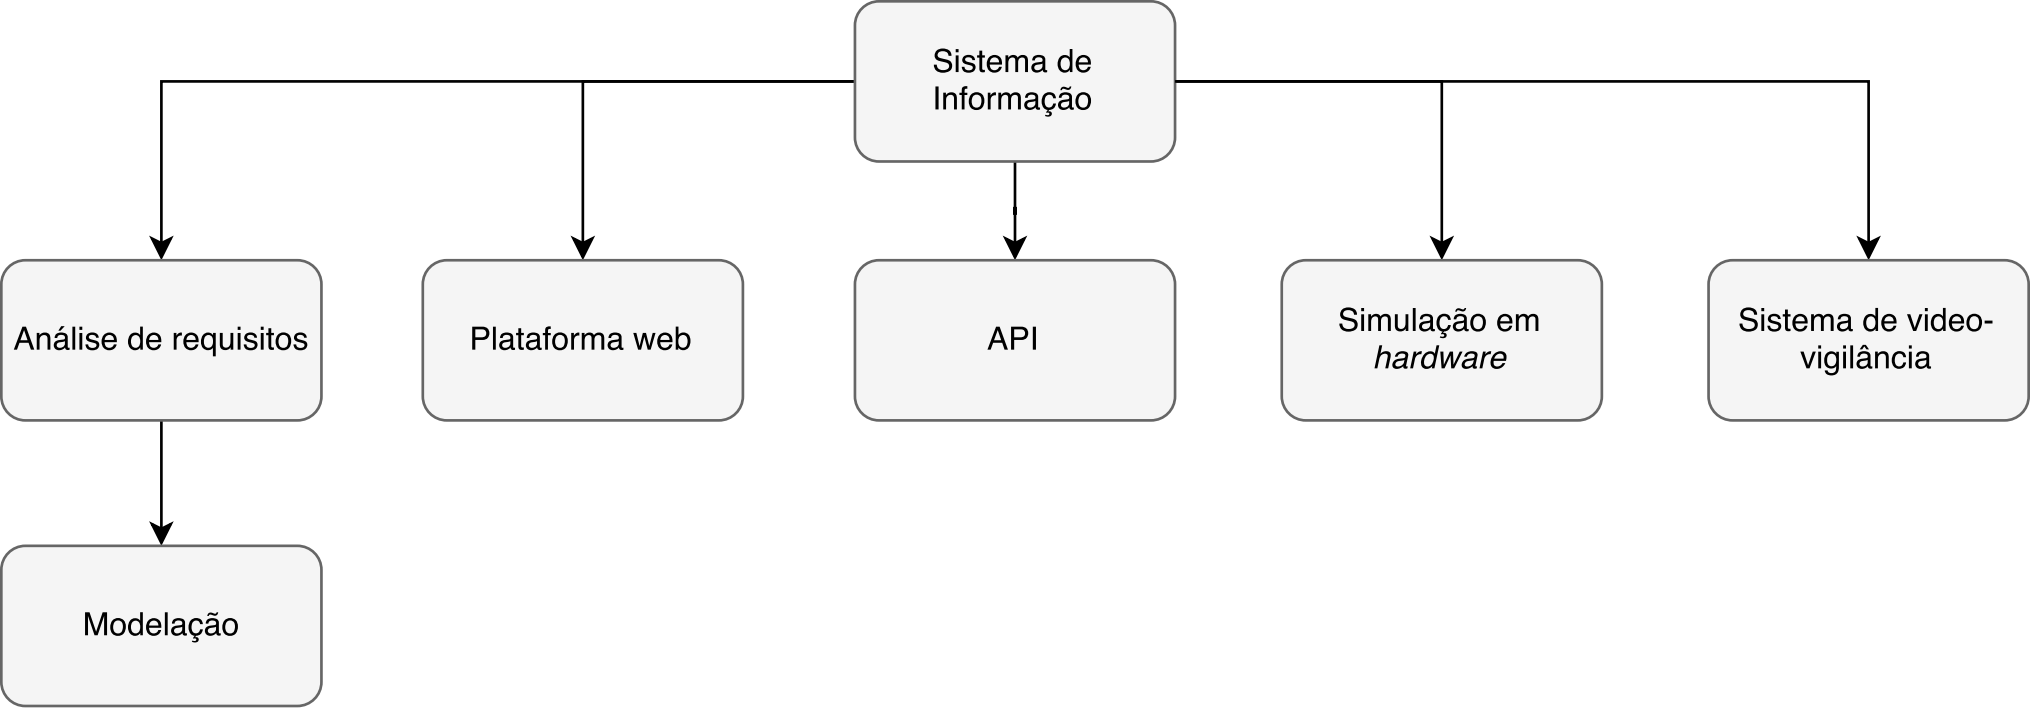 Sistema de
Informação
Análise de requisitos
Plataforma web
API
Simulação em
hardware
Sistema de video-
vigilância
Modelação